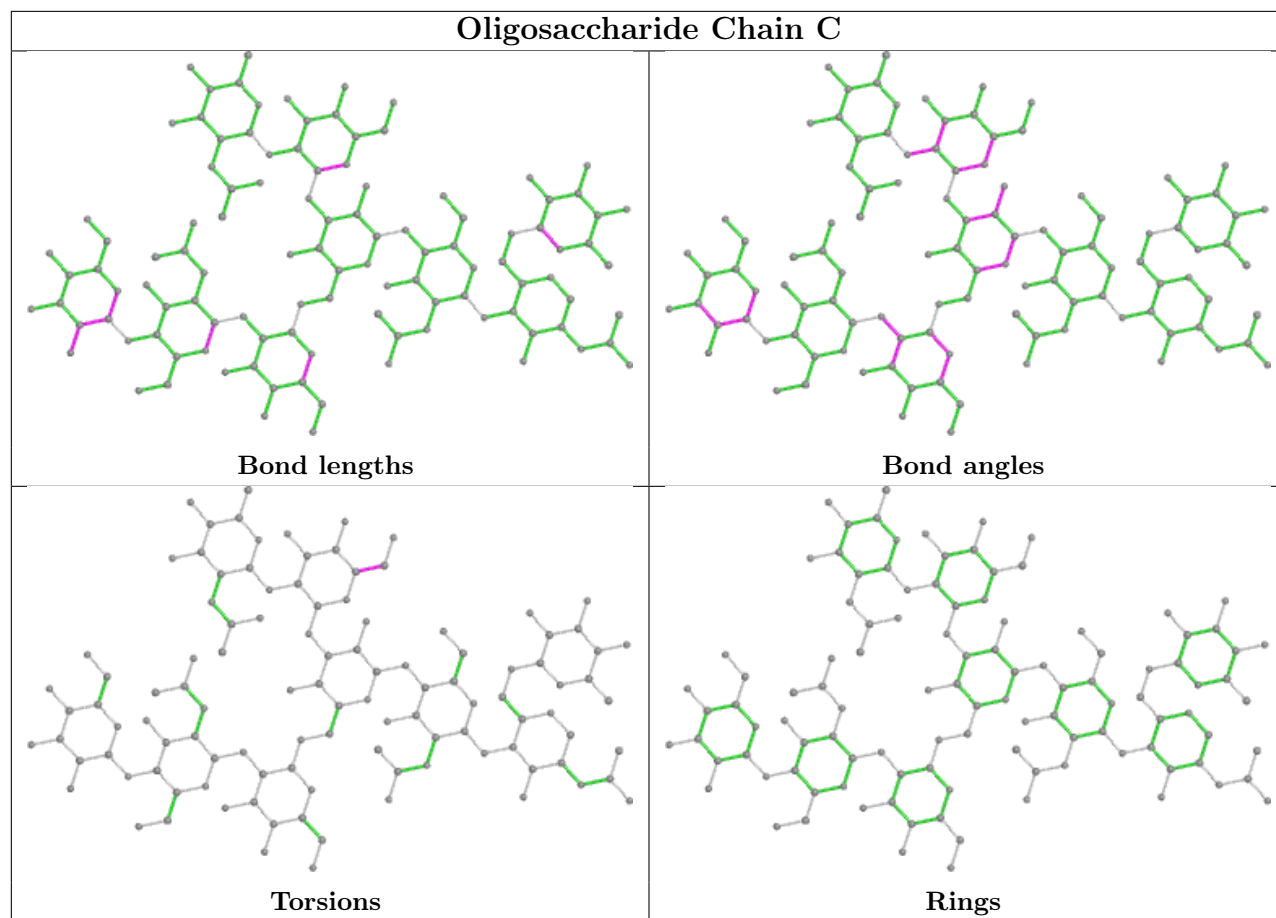 Oligosaccharide Chain C
Bond lengths
Bond angles
Torsions
Rings